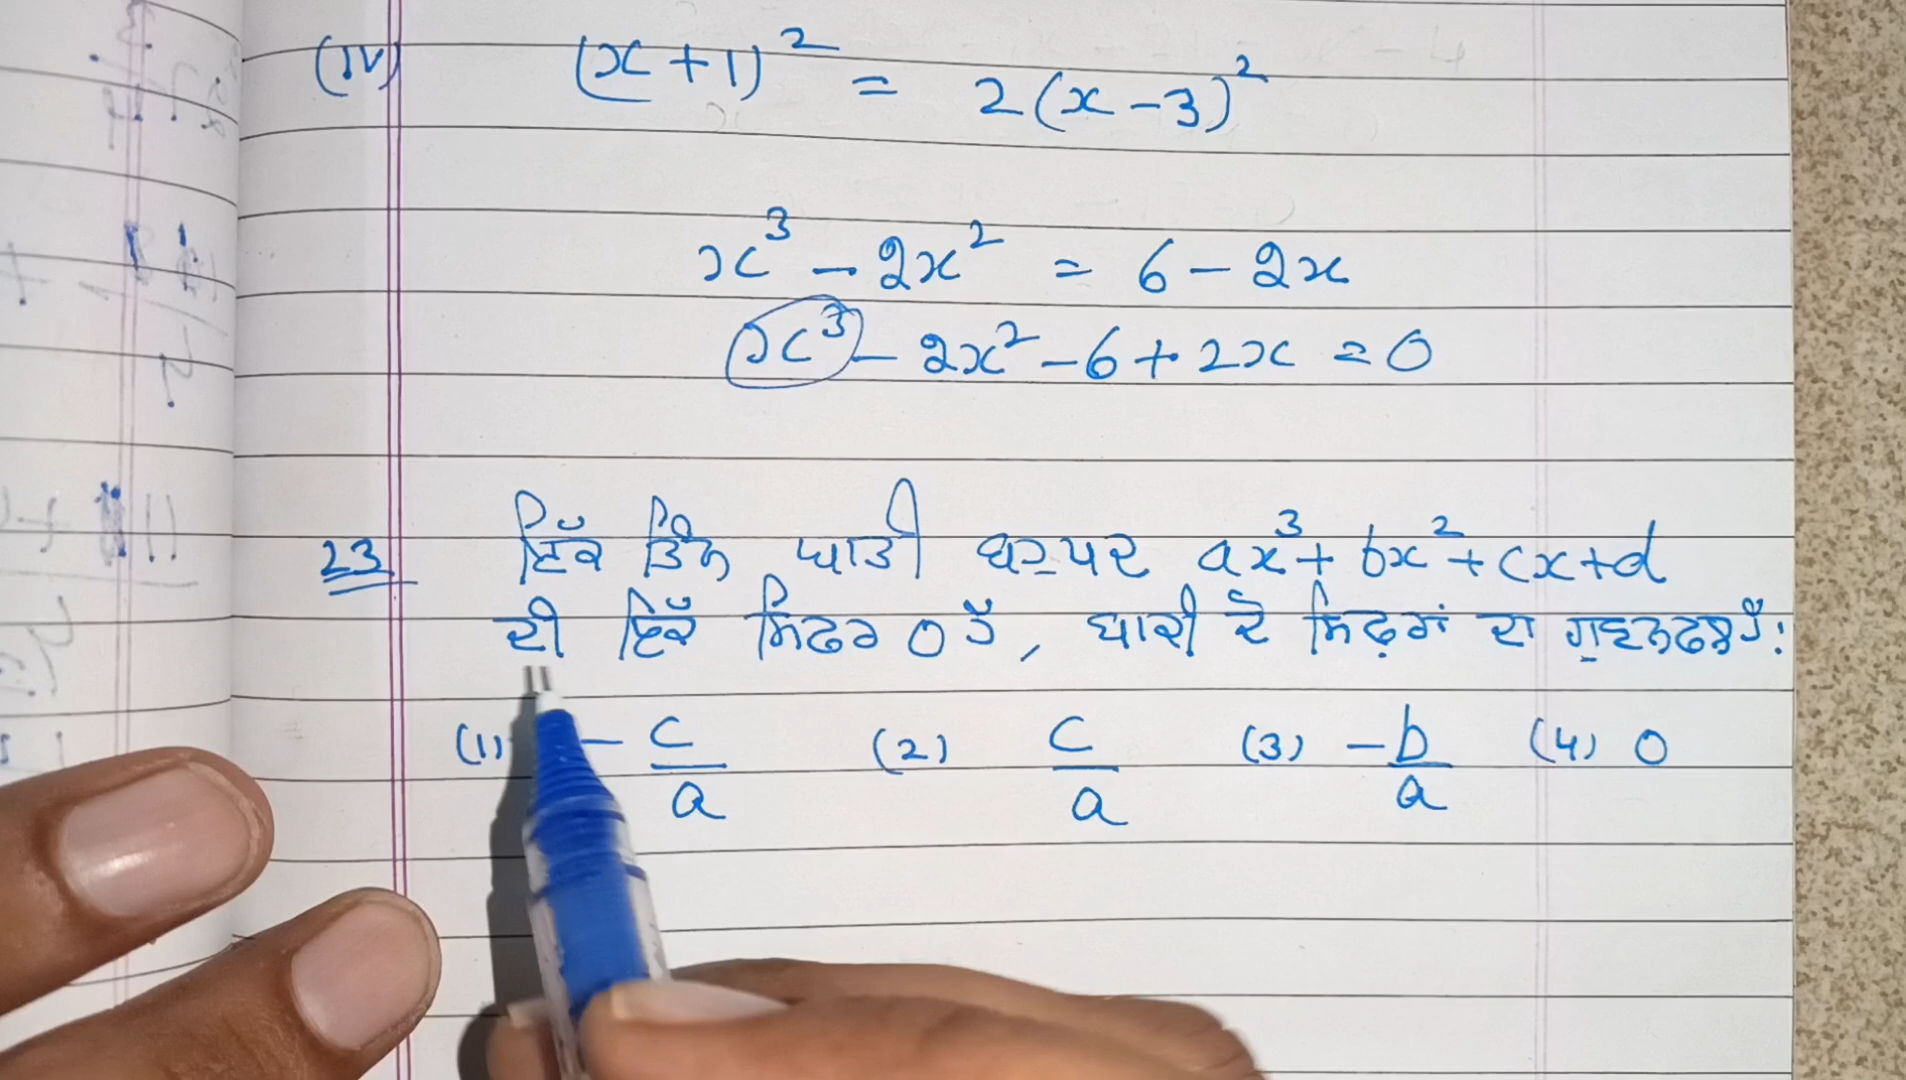 (IV) (x+1)² = 2(x-3)²
x³ - 2x² = 6 - 2x
x³ - 2x² - 6 + 2x = 0
23 ਇੱਕ ਤਿੰਨ ਘਾਤੀ ਬਹੁਪਦ ax³ + bx² + cx + d
ਦੀ ਇੱਕ ਸਿਫਰ 0 ਹੈ, ਬਾਕੀ ਦੇ ਸਿਫ਼ਰਾਂ ਦਾ ਗੁਣਨਫਲ ਹੈ:
(1) -c/a (2) c/a (3) -b/a (4) 0